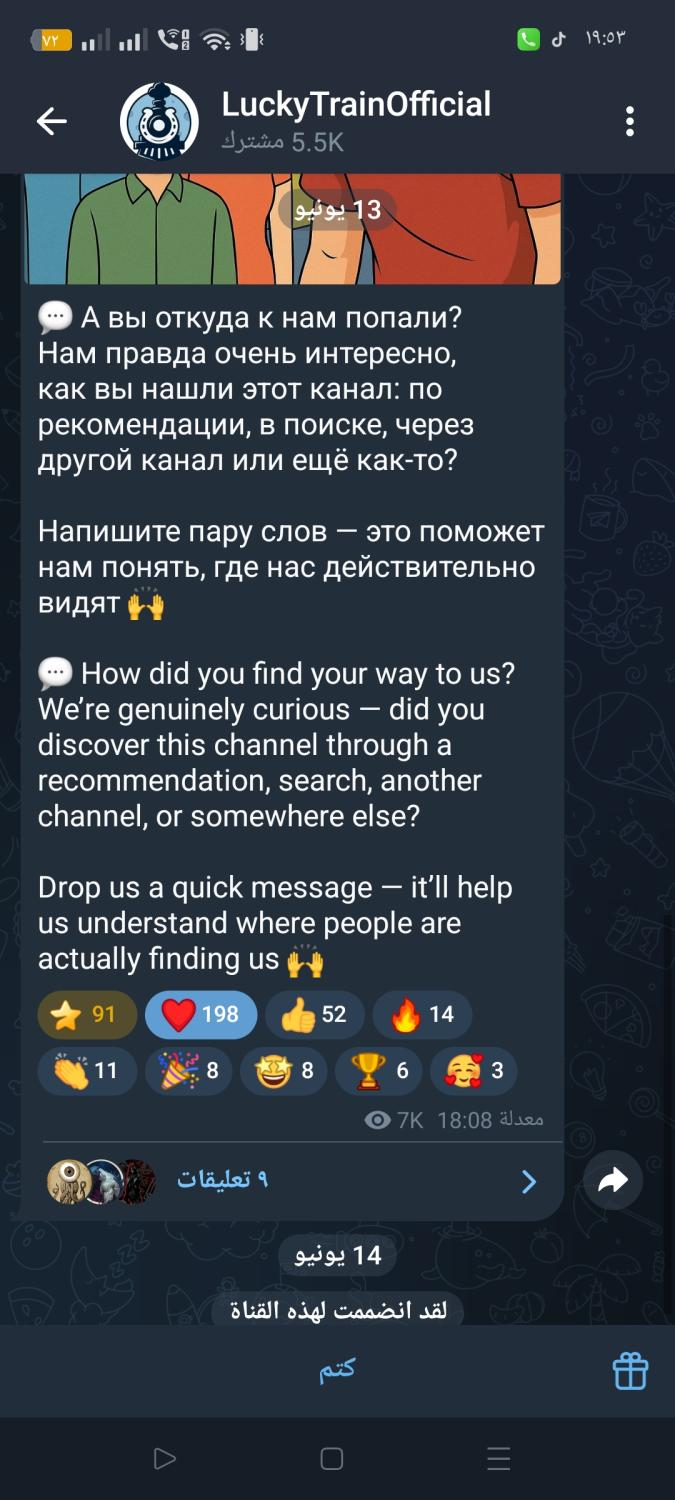 ٧٢
١٩:٥٣
LuckyTrainOfficial
5.5K مشترك
13 يونيو
💬 А вы откуда к нам попали?
Нам правда очень интересно,
как вы нашли этот канал: по
рекомендации, в поиске, через
другой канал или ещё как-то?
Напишите пару слов — это поможет
нам понять, где нас действительно
видят 🙌
💬 How did you find your way to us?
We’re genuinely curious — did you
discover this channel through a
recommendation, search, another
channel, or somewhere else?
Drop us a quick message — it’ll help
us understand where people are
actually finding us 🙌
⭐ 91 ❤️ 198 👍 52 🔥 14
👏 11 🎉 8 🤩 8 🏆 6 🥰 3
7K 18:08 معدلة
٩ تعليقات
14 يونيو
لقد انضممت لهذه القناة
كتم